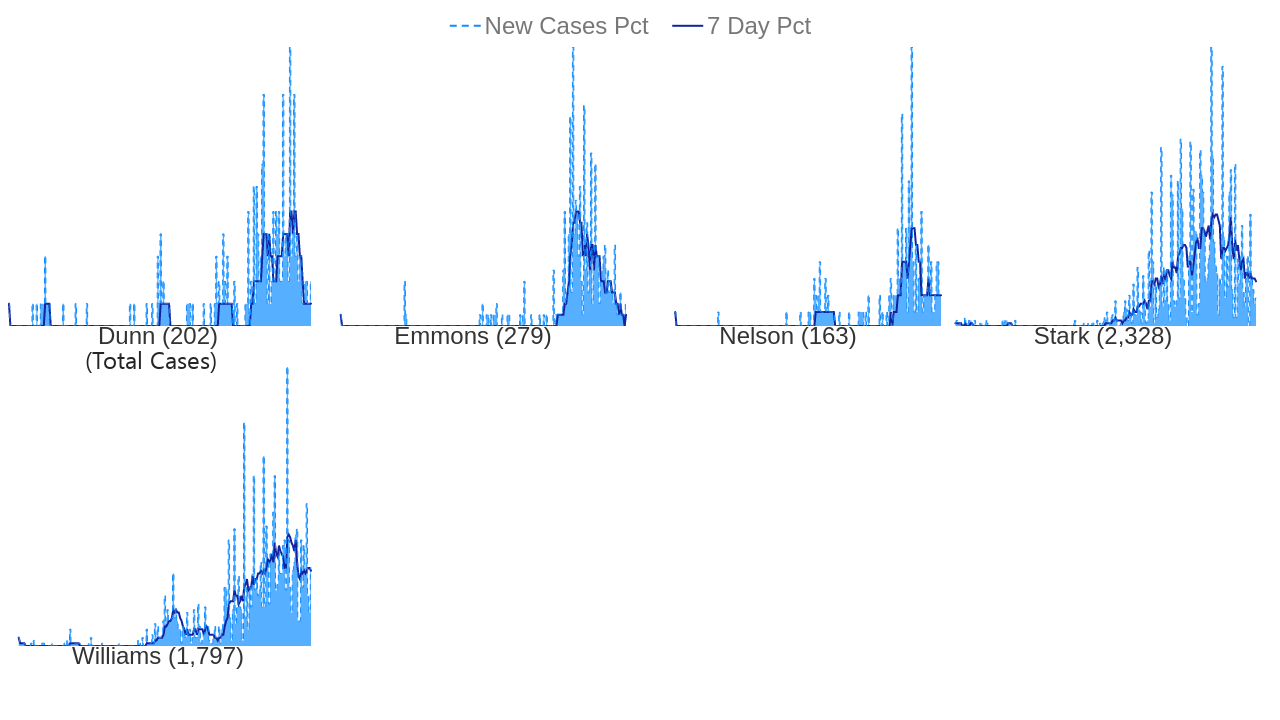 New Cases Pct 7 Day Pct
Dunn (202)
(Total Cases)
Emmons (279)
Nelson (163)
Stark (2,328)
Williams (1,797)